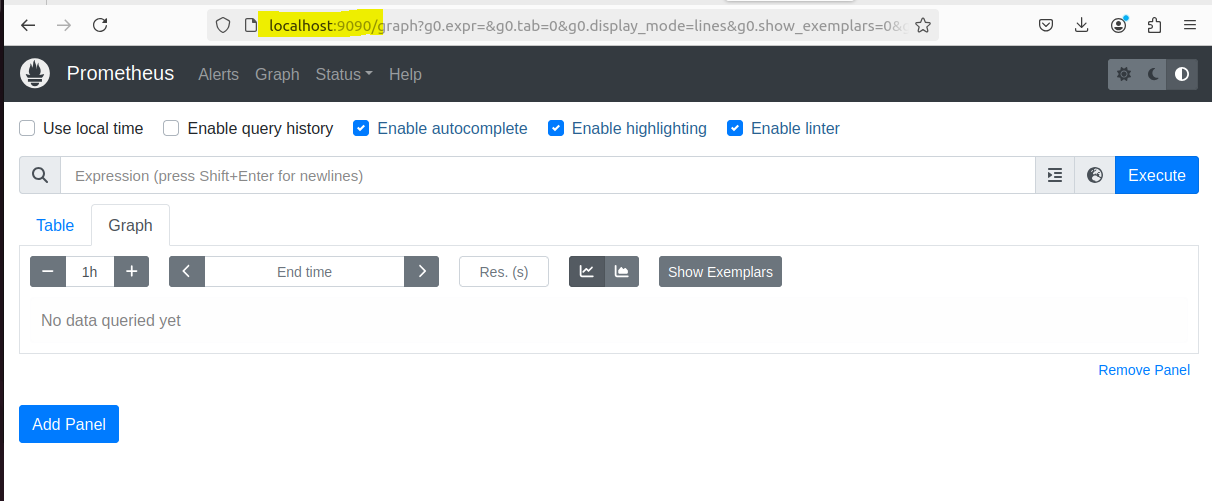 localhost:9090/graph?g0.expr=&g0.tab=0&g0.display_mode=lines&g0.show_exemplars=0&g
Prometheus Alerts Graph Status Help
Use local time Enable query history Enable autocomplete Enable highlighting Enable linter
Expression (press Shift+Enter for newlines) Execute
Table Graph
1h End time Res. (s) Show Exemplars
No data queried yet
Remove Panel
Add Panel